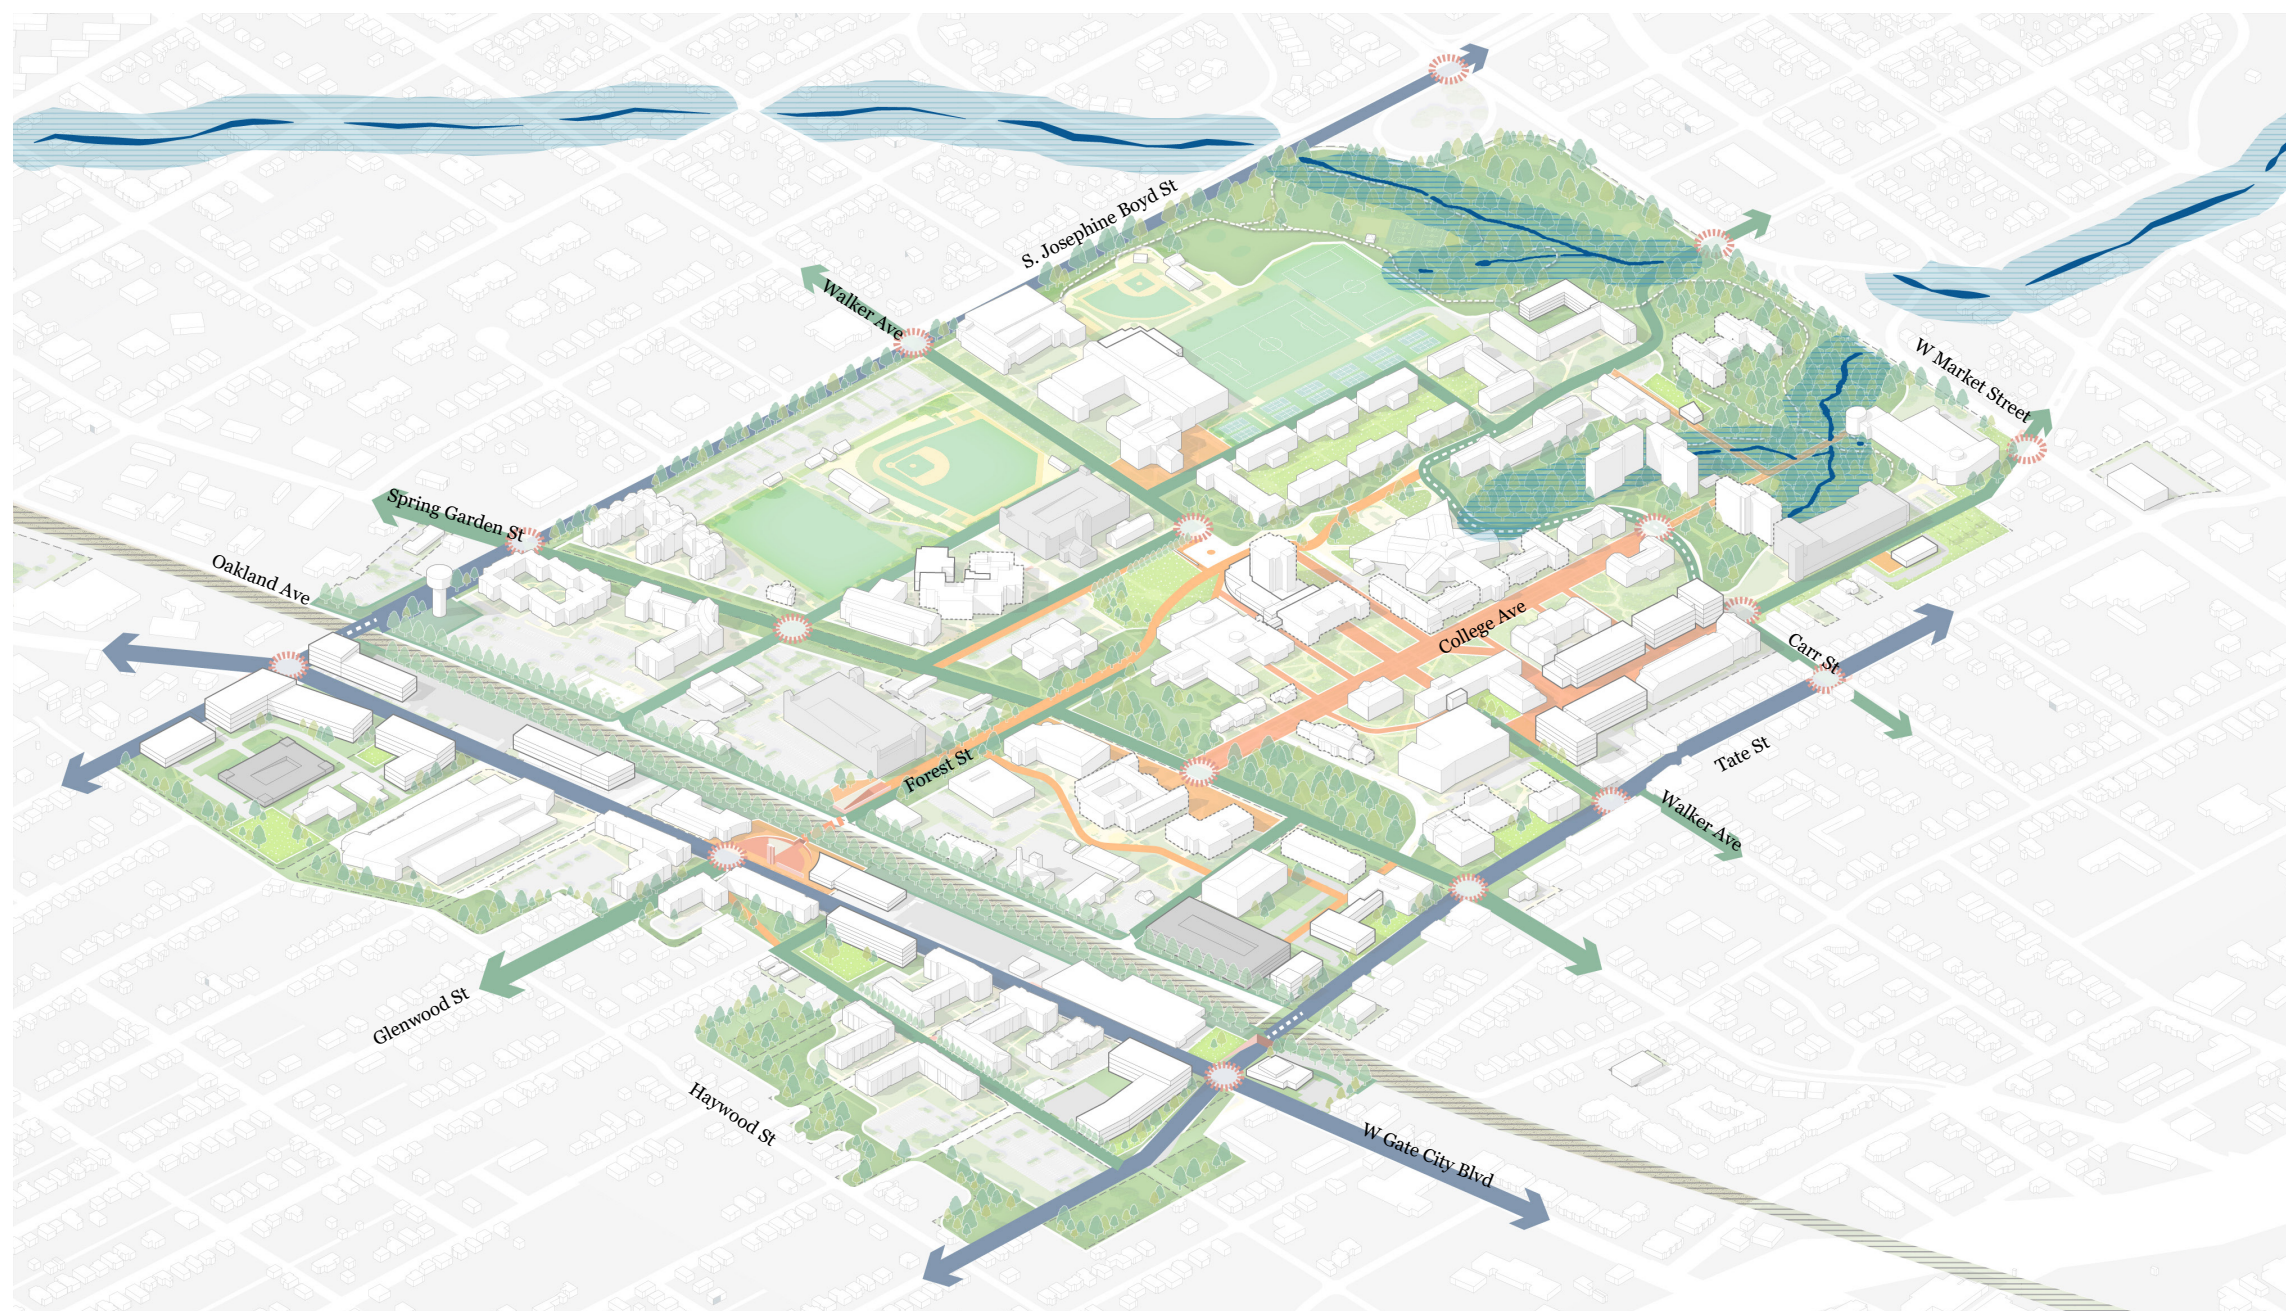 S. Josephine Boyd St
Walker Ave
W Market Street
Spring Garden St
Oakland Ave
College Ave
Carr St
Tate St
Forest St
Walker Ave
Glenwood St
Haywood St
W Gate City Blvd